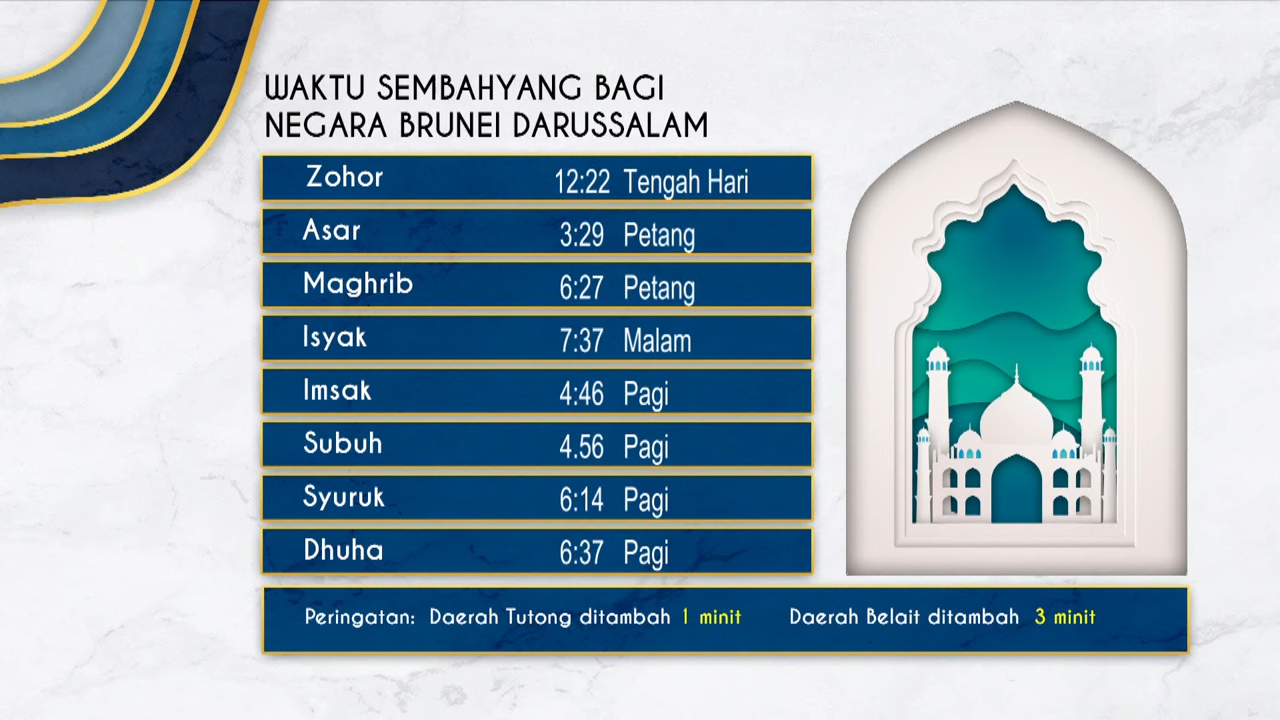 WAKTU SEMBAHYANG BAGI
NEGARA BRUNEI DARUSSALAM
Zohor 12:22 Tengah Hari
Asar 3:29 Petang
Maghrib 6:27 Petang
Isyak 7:37 Malam
Imsak 4:46 Pagi
Subuh 4.56 Pagi
Syuruk 6:14 Pagi
Dhuha 6:37 Pagi
Peringatan: Daerah Tutong ditambah 1 minit Daerah Belait ditambah 3 minit